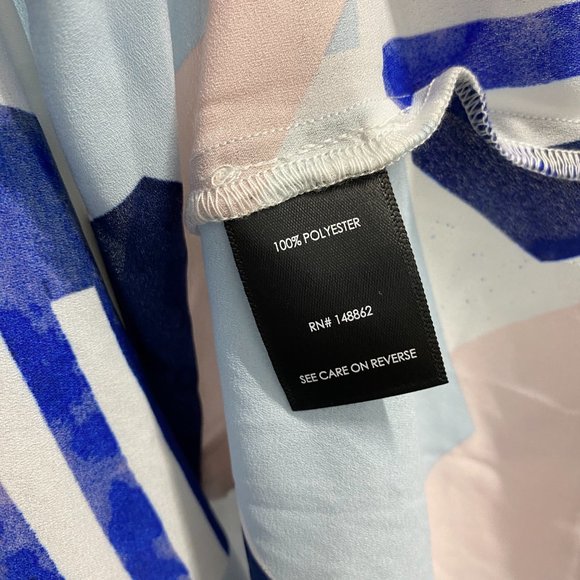 100% POLYESTER
RN# 148862
SEE CARE ON REVERSE